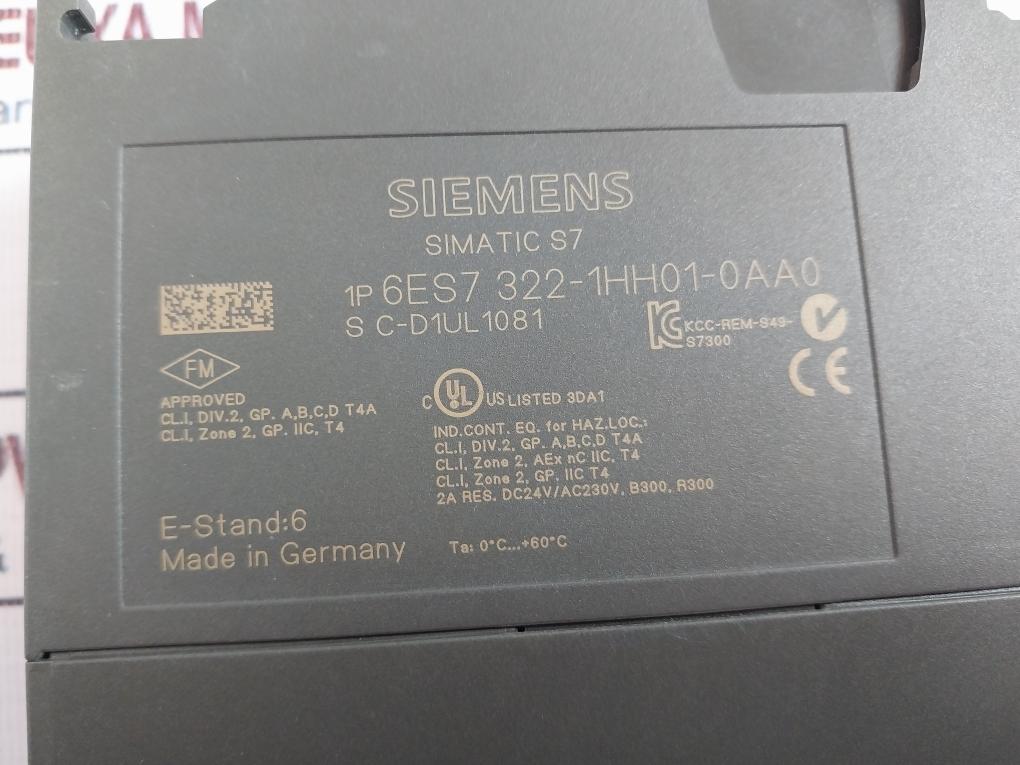 SIEMENS
SIMATIC S7
1P 6ES7 322-1HH01-0AA0
S C-D1UL1081
KCC-REM-S49-
S7300
FM
APPROVED
CL.I, DIV.2, GP. A,B,C,D T4A
CL.I, Zone 2, GP. IIC, T4
C UL US LISTED 3DA1
IND.CONT. EQ. for HAZ.LOC.:
CL.I, DIV.2, GP. A,B,C,D T4A
CL.I, Zone 2, AEx nC IIC, T4
CL.I, Zone 2, GP. IIC T4
2A RES. DC24V/AC230V, B300, R300
CE
E-Stand:6
Made in Germany
Ta: 0°C...+60°C